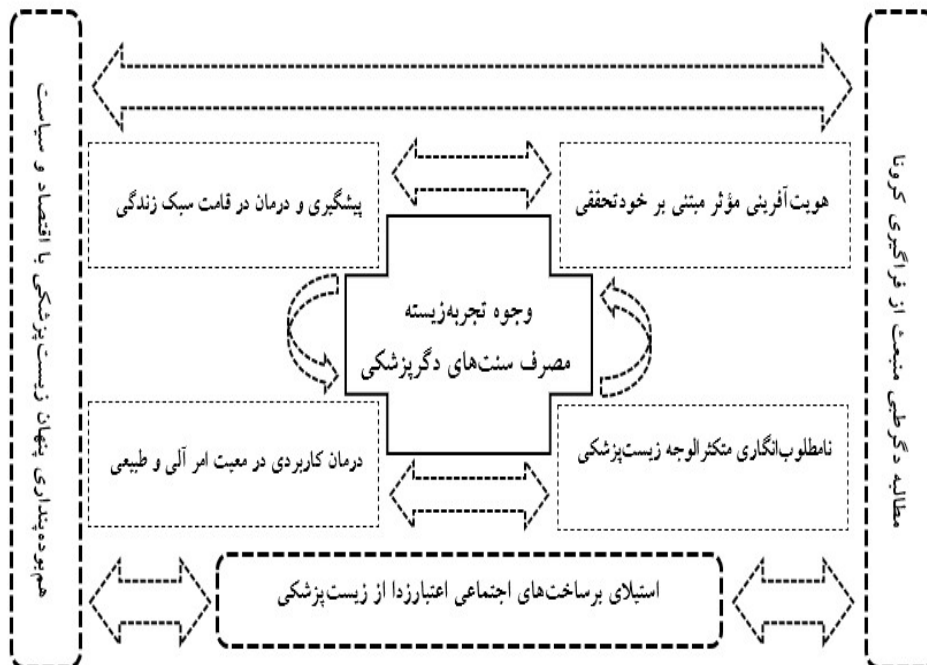 مطالبه دگرطبی منبعث از فراگیری کرونا
هویت‌آفرینی مؤثر مبتنی بر خودتحققی
پیشگیری و درمان در قامت سبک زندگی
وجوه تجربه‌زیسته
مصرف سنت‌های دگرپزشکی
نامطلوب‌انگاری متکثرالوجه زیست‌پزشکی
درمان کاربردی در معیت امر آلی و طبیعی
استیلای برساخت‌های اجتماعی اعتبارزدا از زیست‌پزشکی
هم‌بوده‌پنداری پنهان زیست‌پزشکی با اقتصاد و سیاست